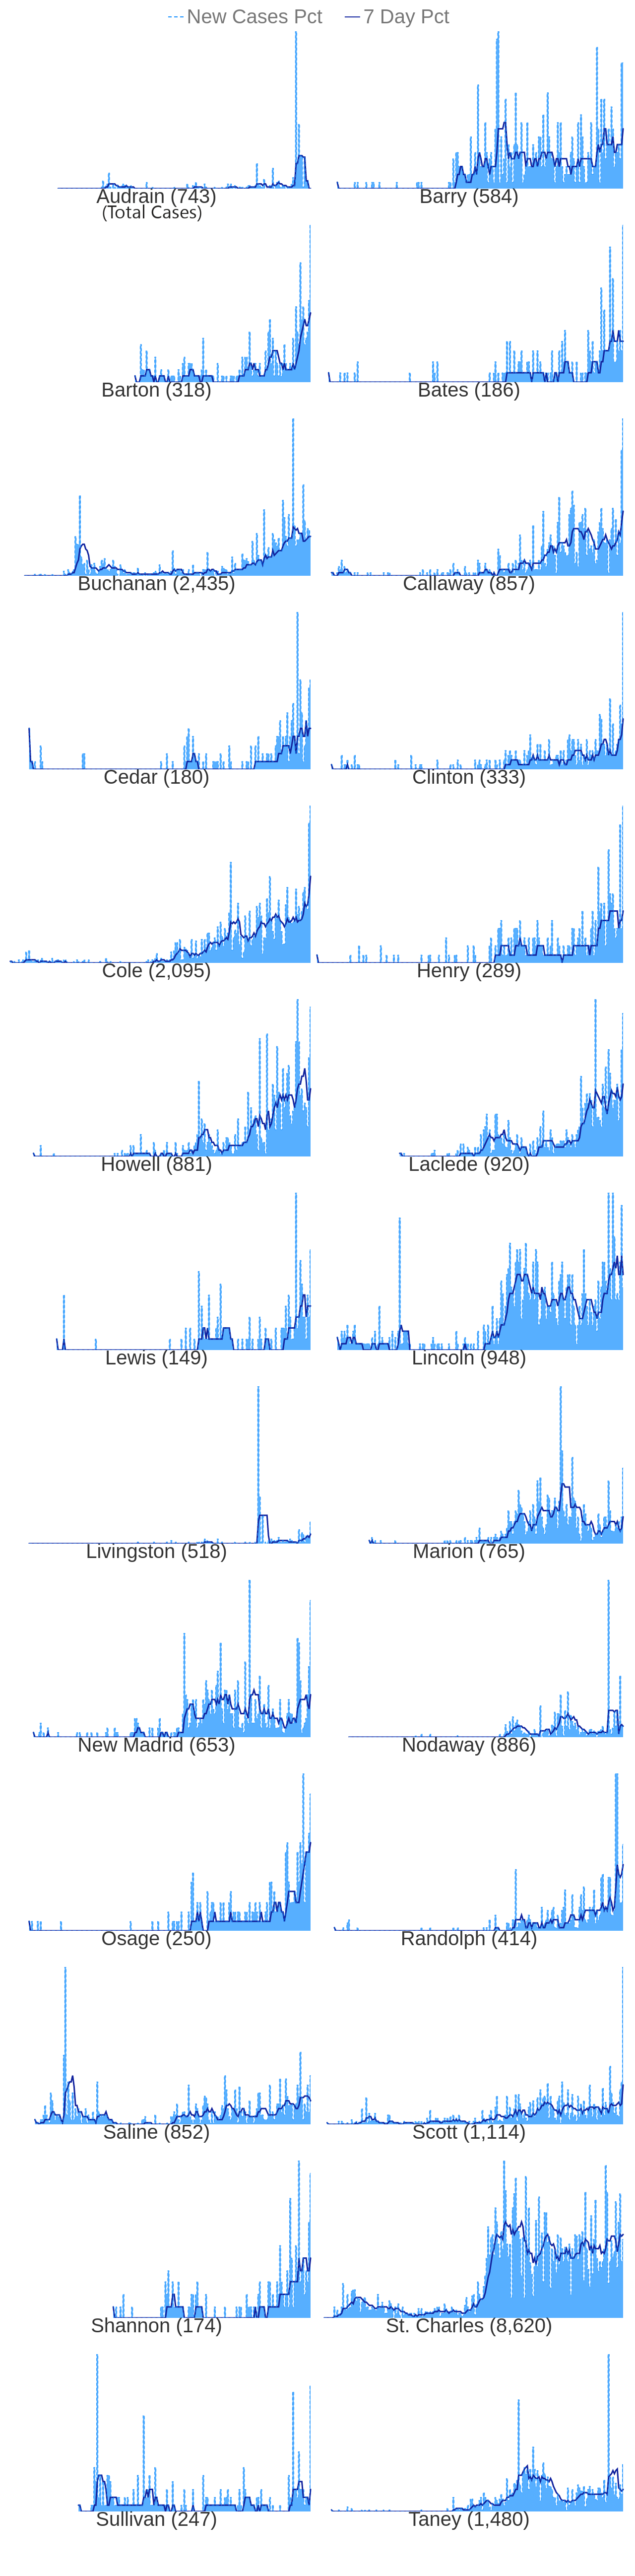 New Cases Pct 7 Day Pct
Audrain (743) Barry (584)
(Total Cases)
Barton (318) Bates (186)
Buchanan (2,435) Callaway (857)
Cedar (180) Clinton (333)
Cole (2,095) Henry (289)
Howell (881) Laclede (920)
Lewis (149) Lincoln (948)
Livingston (518) Marion (765)
New Madrid (653) Nodaway (886)
Osage (250) Randolph (414)
Saline (852) Scott (1,114)
Shannon (174) St. Charles (8,620)
Sullivan (247) Taney (1,480)